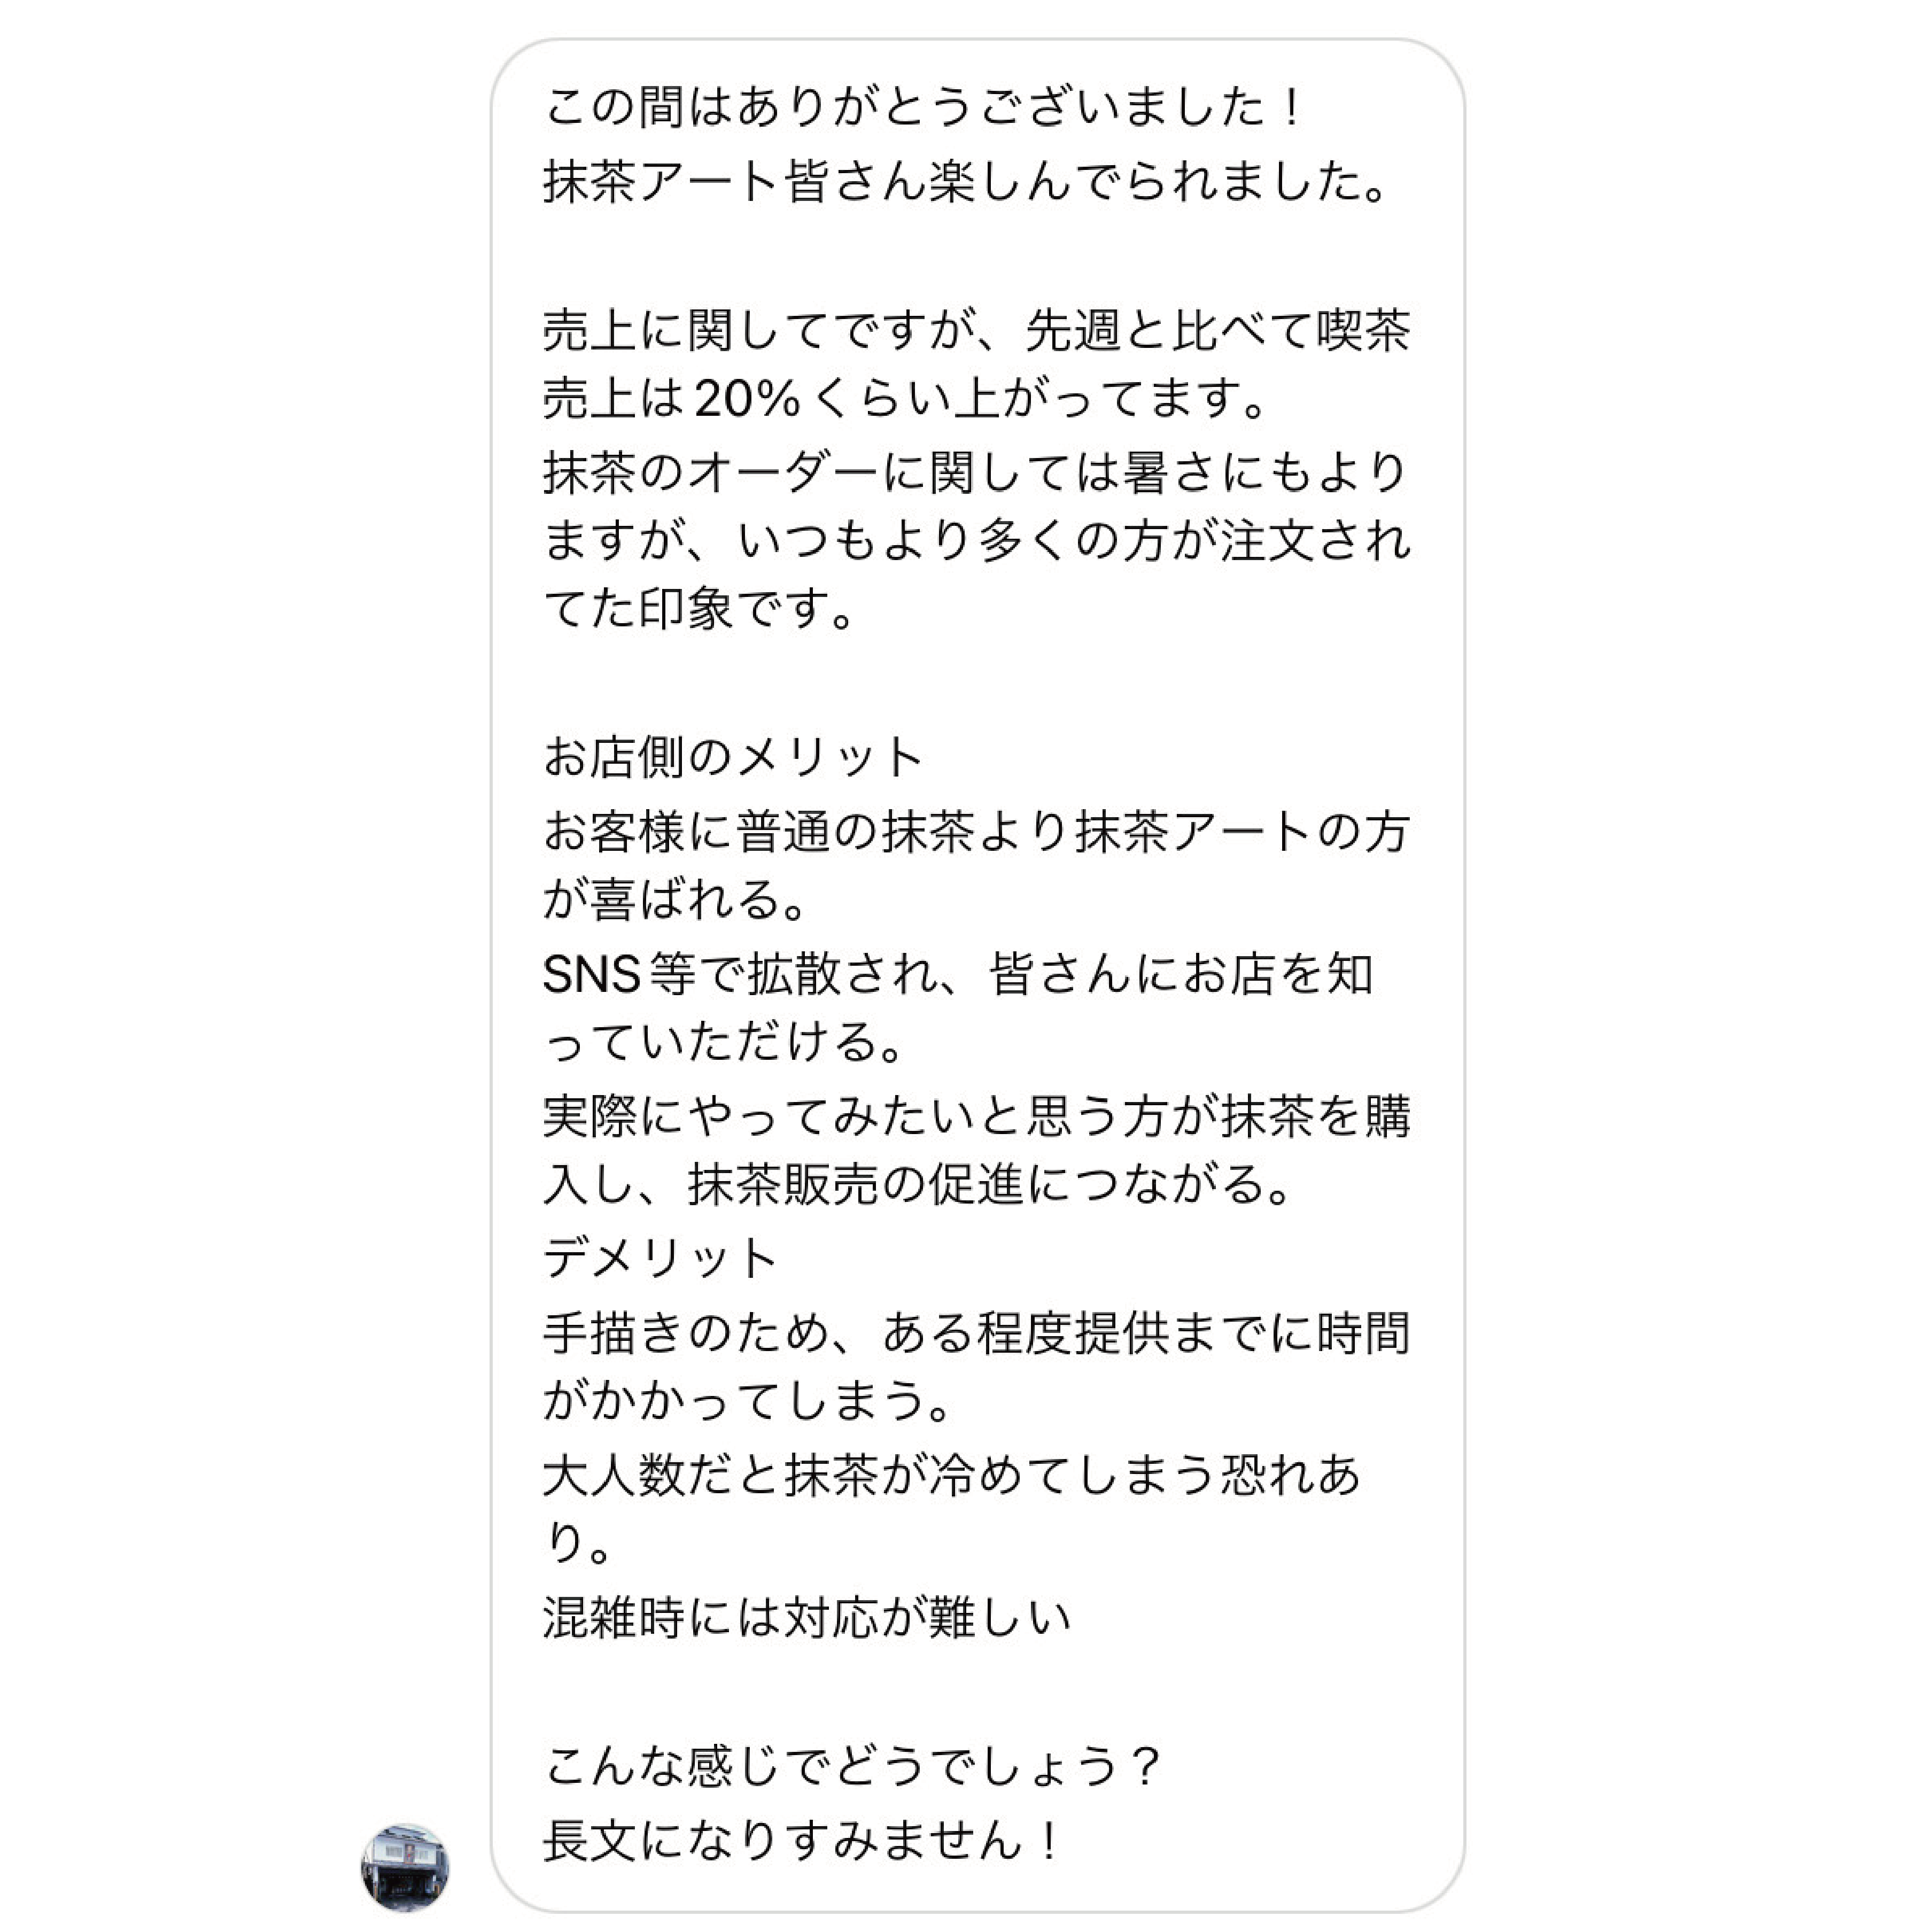 この間はありがとうございました！
抹茶アート皆さん楽しんでられました。
売上に関してですが、先週と比べて喫茶
売上は20%くらい上がってます。
抹茶のオーダーに関しては暑さにもより
ますが、いつもより多くの方が注文され
てた印象です。
お店側のメリット
お客様に普通の抹茶より抹茶アートの方
が喜ばれる。
SNS等で拡散され、皆さんにお店を知
っていただける。
実際にやってみたいと思う方が抹茶を購
入し、抹茶販売の促進につながる。
デメリット
手描きのため、ある程度提供までに時間
がかかってしまう。
大人数だと抹茶が冷めてしまう恐れあ
り。
混雑時には対応が難しい
こんな感じでどうでしょう？
長文になりすみません！